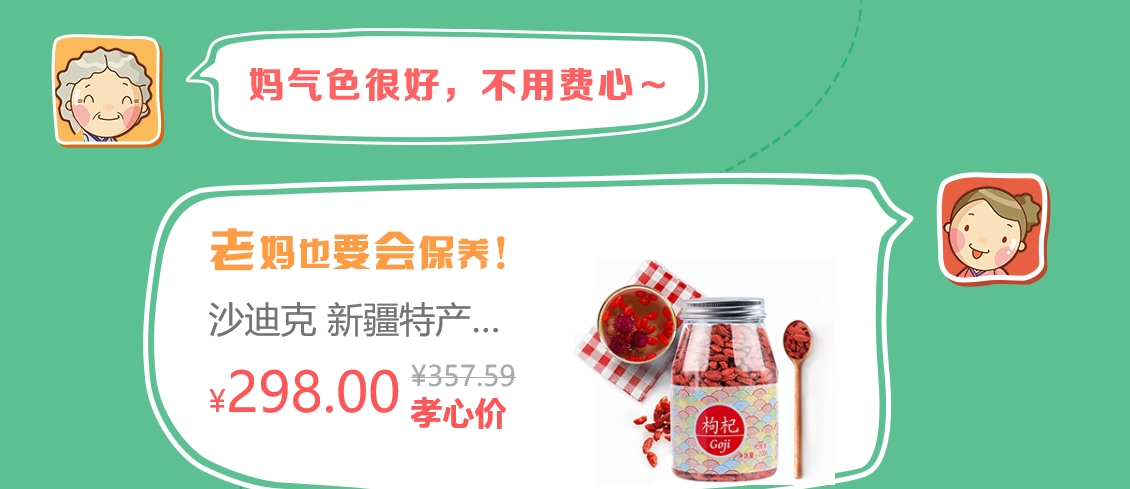 妈气色很好，不用费心~
老妈也要会保养！
沙迪克 新疆特产...
¥298.00
¥357.59
孝心价
枸杞
Goji